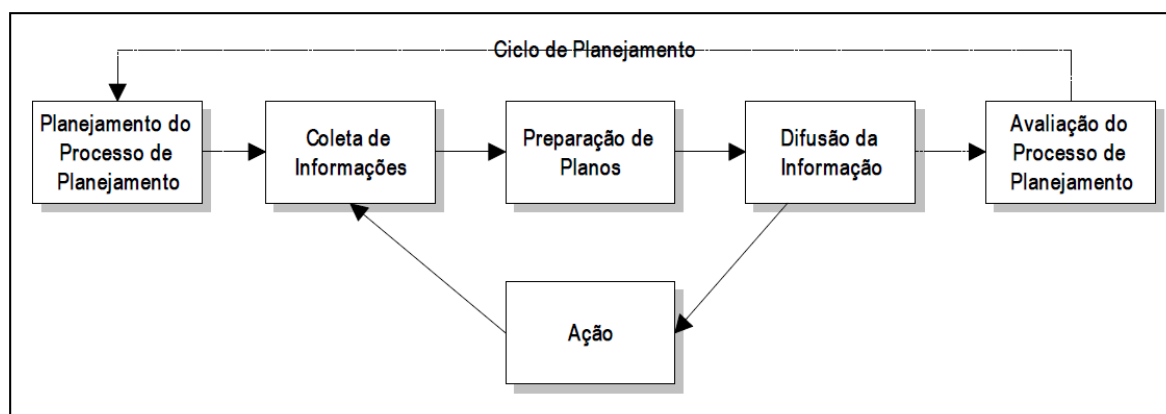 Ciclo de Planejamento
Planejamento do
Processo de
Planejamento
Coleta de
Informações
Preparação de
Planos
Difusão da
Informação
Avaliação do
Processo de
Planejamento
Ação